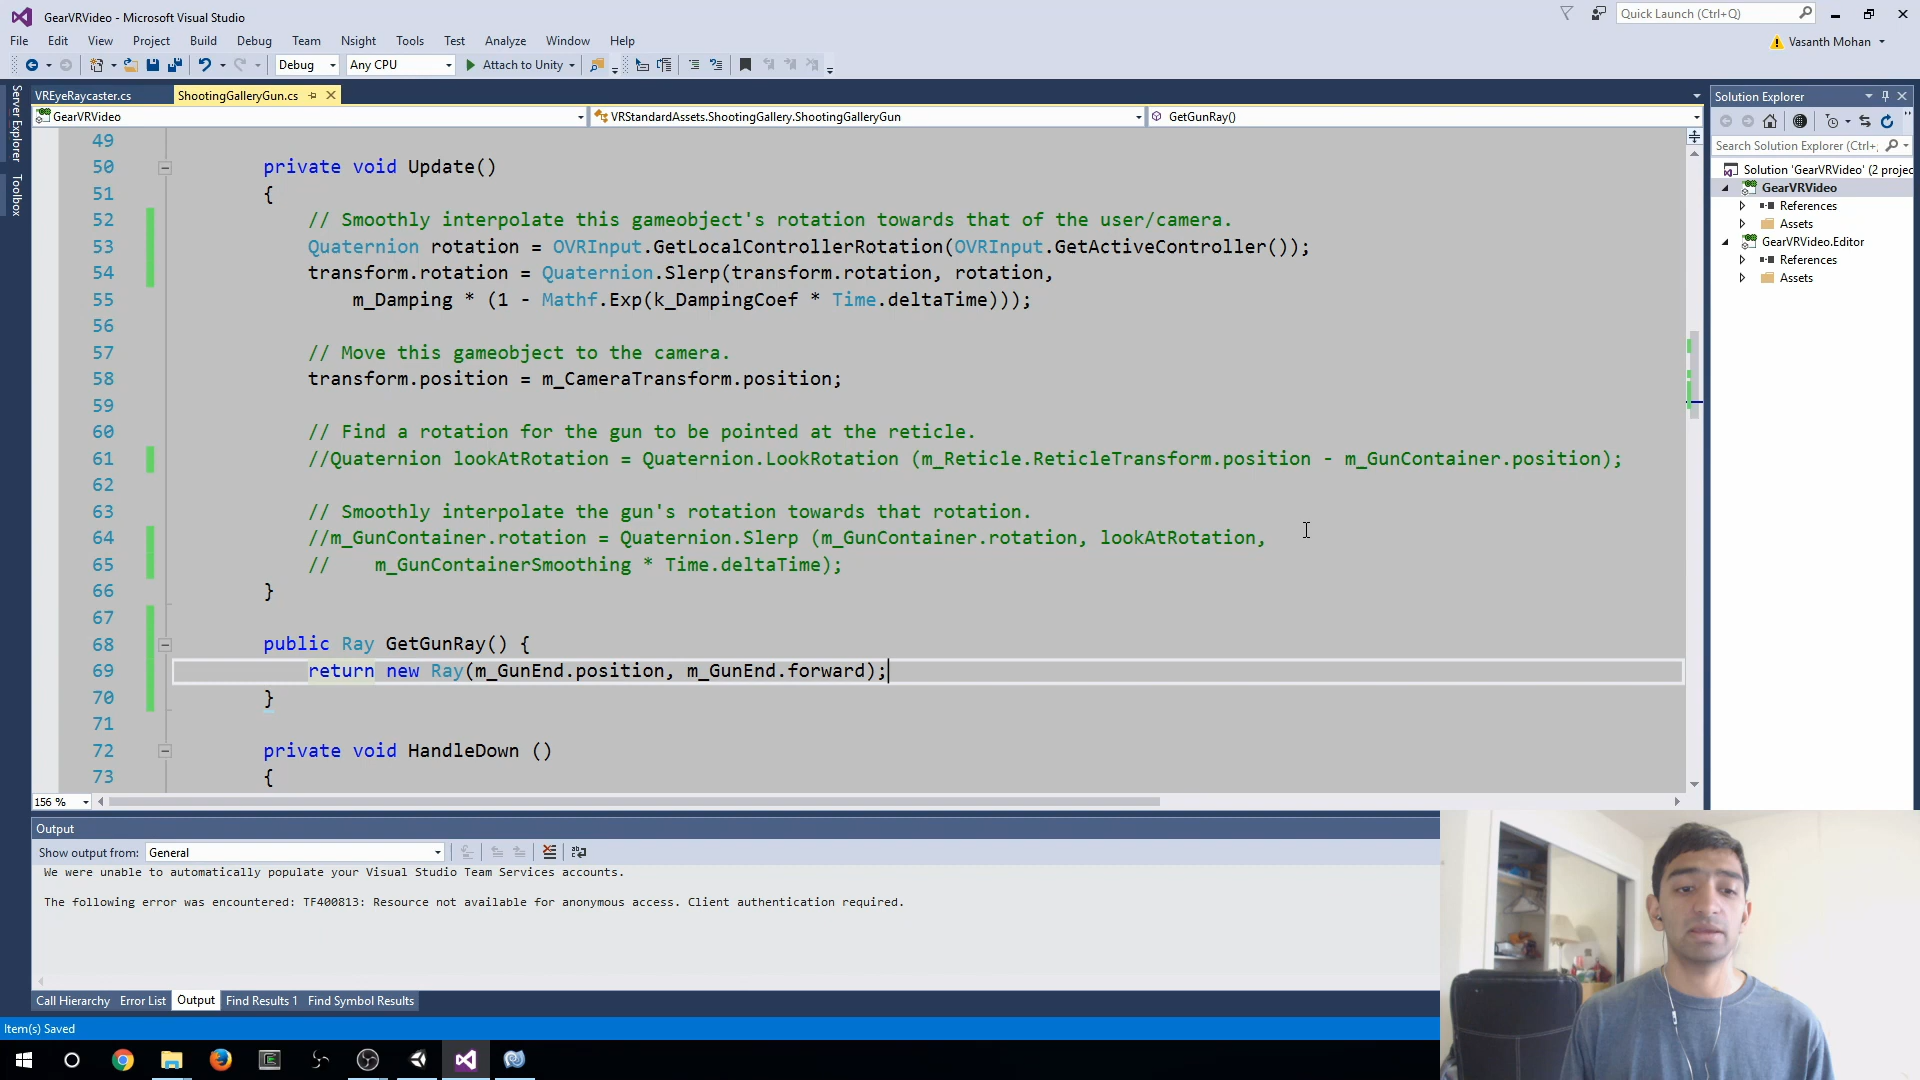 GearVRVideo - Microsoft Visual Studio
Quick Launch (Ctrl+Q)
File Edit View Project Build Debug Team Nsight Tools Test Analyze Window Help
Vasanth Mohan
Debug Any CPU Attach to Unity
Server Explorer
Toolbox
VREyeRaycaster.cs ShootingGalleryGun.cs
GearVRVideo VRStandardAssets.ShootingGallery.ShootingGalleryGun GetGunRay()
49
50 private void Update()
51 {
52 // Smoothly interpolate this gameobject's rotation towards that of the user/camera.
53 Quaternion rotation = OVRInput.GetLocalControllerRotation(OVRInput.GetActiveController());
54 transform.rotation = Quaternion.Slerp(transform.rotation, rotation,
55 m_Damping * (1 - Mathf.Exp(k_DampingCoef * Time.deltaTime)));
56
57 // Move this gameobject to the camera.
58 transform.position = m_CameraTransform.position;
59
60 // Find a rotation for the gun to be pointed at the reticle.
61 //Quaternion lookAtRotation = Quaternion.LookRotation (m_Reticle.ReticleTransform.position - m_GunContainer.position);
62
63 // Smoothly interpolate the gun's rotation towards that rotation.
64 //m_GunContainer.rotation = Quaternion.Slerp (m_GunContainer.rotation, lookAtRotation,
65 // m_GunContainerSmoothing * Time.deltaTime);
66 }
67
68 public Ray GetGunRay() {
69 return new Ray(m_GunEnd.position, m_GunEnd.forward);
70 }
71
72 private void HandleDown ()
73 {
156 %
Solution Explorer
Search Solution Explorer (Ctrl+;
Solution 'GearVRVideo' (2 projec
GearVRVideo
References
Assets
GearVRVideo.Editor
References
Assets
Output
Show output from: General
We were unable to automatically populate your Visual Studio Team Services accounts.
The following error was encountered: TF400813: Resource not available for anonymous access. Client authentication required.
Call Hierarchy Error List Output Find Results 1 Find Symbol Results
Item(s) Saved